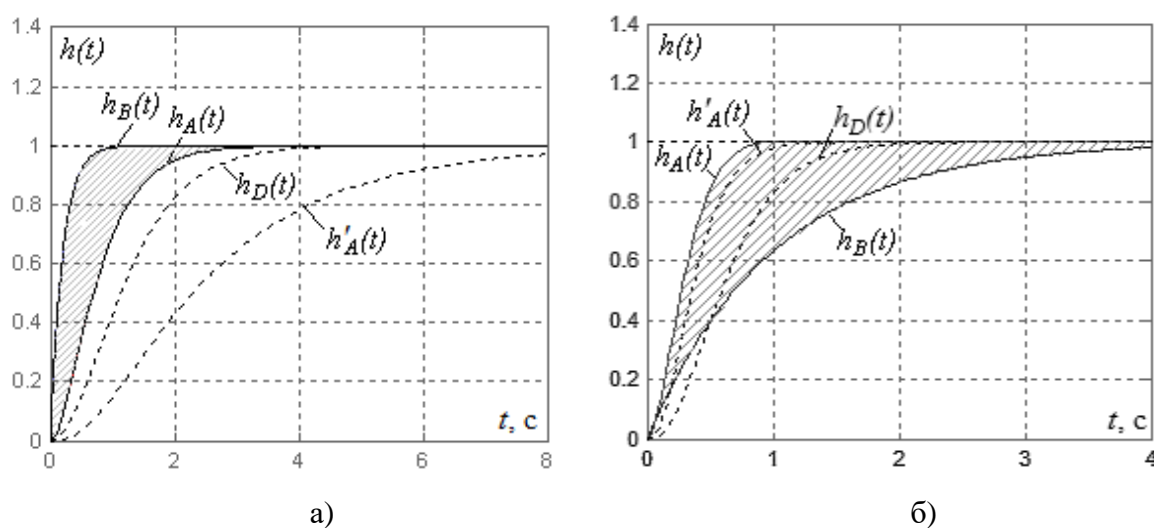 1.4
h(t)
1.2
h_B(t)
h_A(t)
1
0.8
h_D(t)
h'_A(t)
0.6
0.4
0.2
t, с
0
0 2 4 6 8
а)
1.4
h(t)
1.2
h'_A(t)
h_D(t)
1
h_A(t)
0.8
h_B(t)
0.6
0.4
0.2
t, с
0
0 1 2 3 4
б)